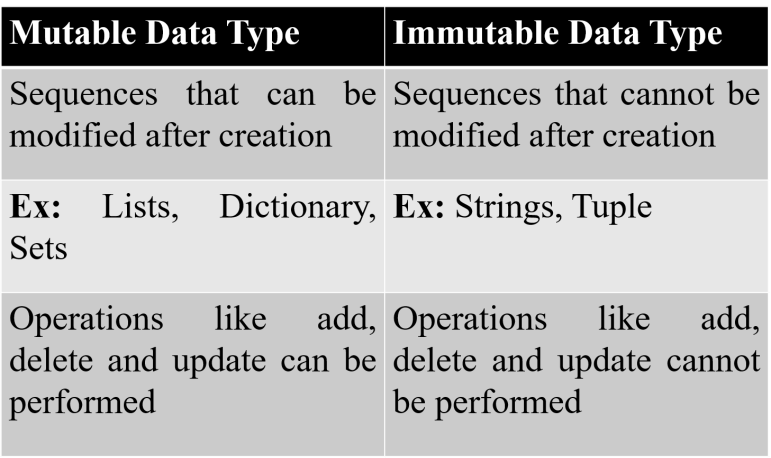 Mutable Data Type
Immutable Data Type
Sequences that can be
modified after creation
Sequences that cannot be
modified after creation
Ex: Lists, Dictionary,
Sets
Ex: Strings, Tuple
Operations like add,
delete and update can be
performed
Operations like add,
delete and update cannot
be performed